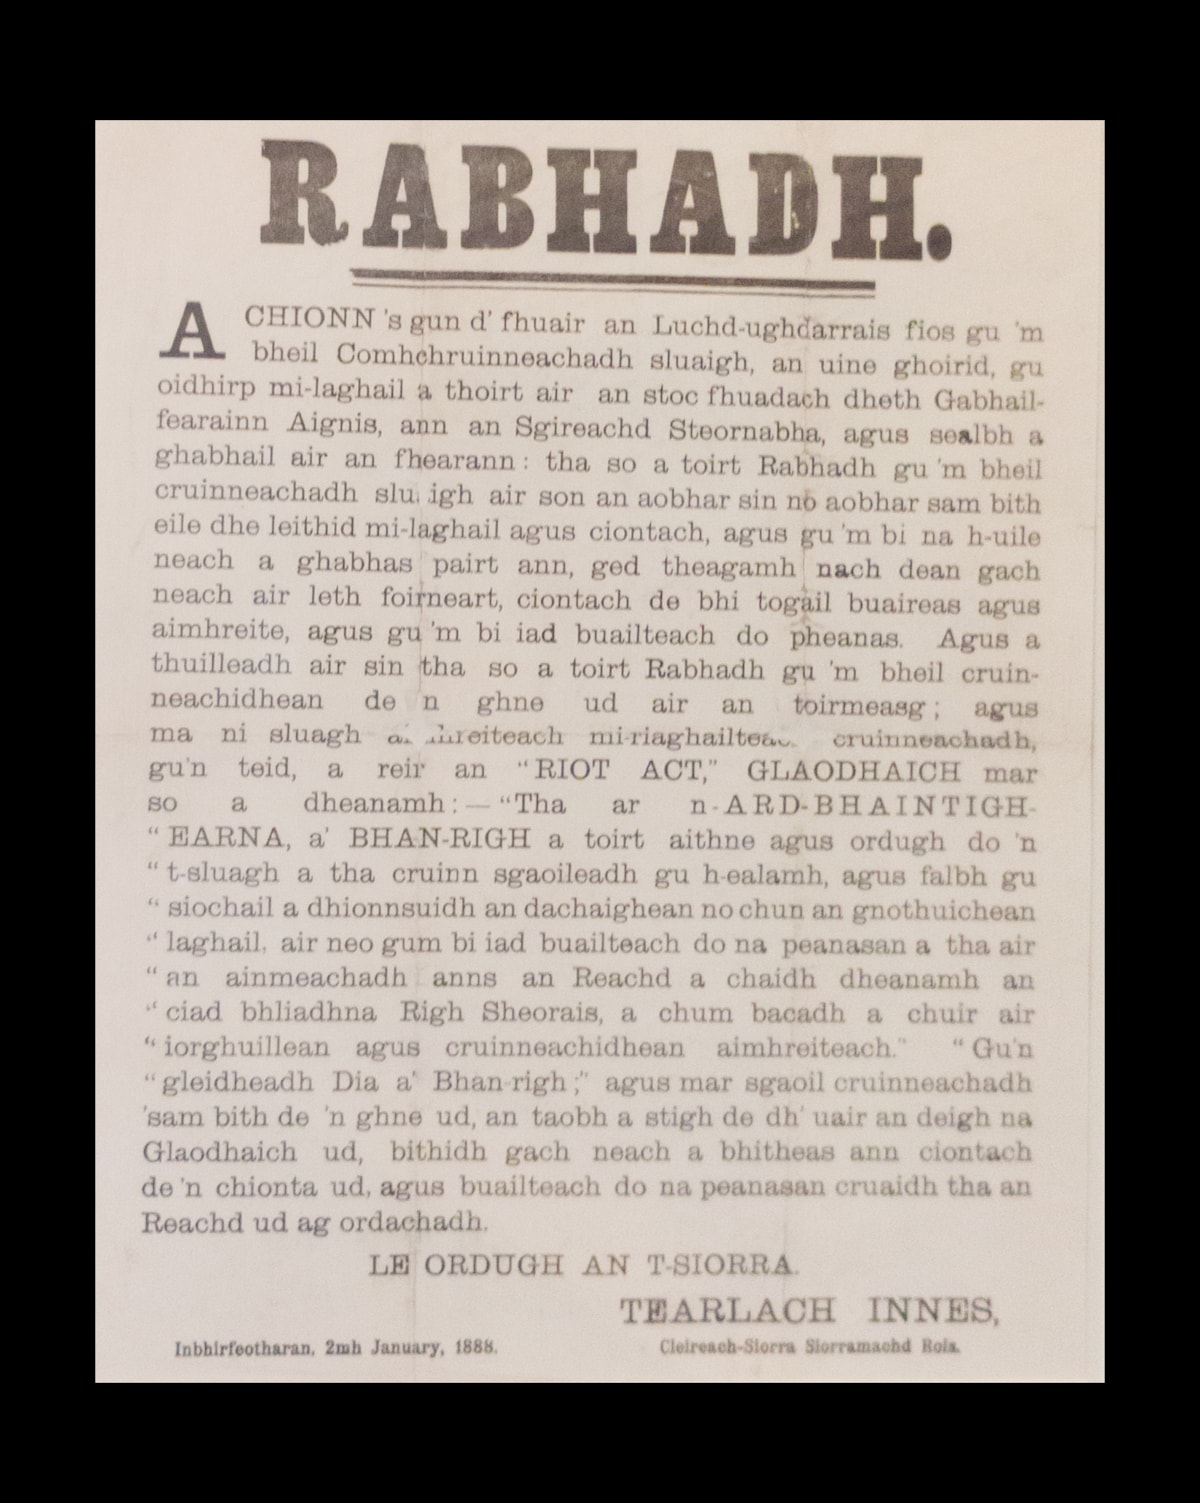 RABHADH.
A CHIONN 's gun d' fhuair an Luchd-ughdarrais fios gu 'm
bheil Comhchruinneachadh sluaigh, an uine ghoirid, gu
oidhirp mi-laghail a thoirt air an stoc fhuadach dheth Gabhail-
fearainn Aignis, ann an Sgireachd Steornabha, agus sealbh a
ghabhail air an fhearann : tha so a toirt Rabhadh gu 'm bheil
cruinneachadh air son an aobhar sin no aobhar sam bith
eile dhe leithid mi-laghail agus ciontach, agus gu 'm bi na h-uile
neach a ghabhas pairt ann, ged theagamh nach dean gach
neach air leth foirneart, ciontach de bhi togail buaireas agus
aimhreite, agus gu 'm bi iad buailteach do pheanas. Agus a
thuilleadh air sin tha so a toirt Rabhadh gu 'm bheil cruin-
neachidhean de 'n ghne ud air an toirmeasg ; agus
ma ni sluagh cruinneachadh,
gu'n teid, a reir an "RIOT ACT," GLAODHAICH mar
so a dheanamh :— "Tha ar n-ARD-BHAINTIGH-
" EARNA, a' BHAN-RIGH a toirt aithne agus ordugh do 'n
" t-sluagh a tha cruinn sgaoileadh gu h-ealamh, agus falbh gu
" siochail a dhionnsuidh an dachaighean no chun an gnothuichean
" laghail, air neo gum bi iad buailteach do na peanasan a tha air
" an ainmeachadh anns an Reachd a chaidh dheanamh an
" ciad bhliadhna Righ Sheorais, a chum bacadh a chuir air
" iorghuillean agus cruinneachidhean aimhreiteach." " Gu'n
" gleidheadh Dia a' Bhan-righ ;" agus mar sgaoil cruinneachadh
'sam bith de 'n ghne ud, an taobh a stigh de dh' uair an deigh na
Glaodhaich ud, bithidh gach neach a bhitheas ann ciontach
de 'n chionta ud, agus buailteach do na peanasan cruaidh tha an
Reachd ud ag ordachadh.
LE ORDUGH AN T-SIORRA.
TEARLACH INNES,
Inbhirfeotharan, 2mh January, 1888.
Cleireach-Siorra Siorramachd Rois.